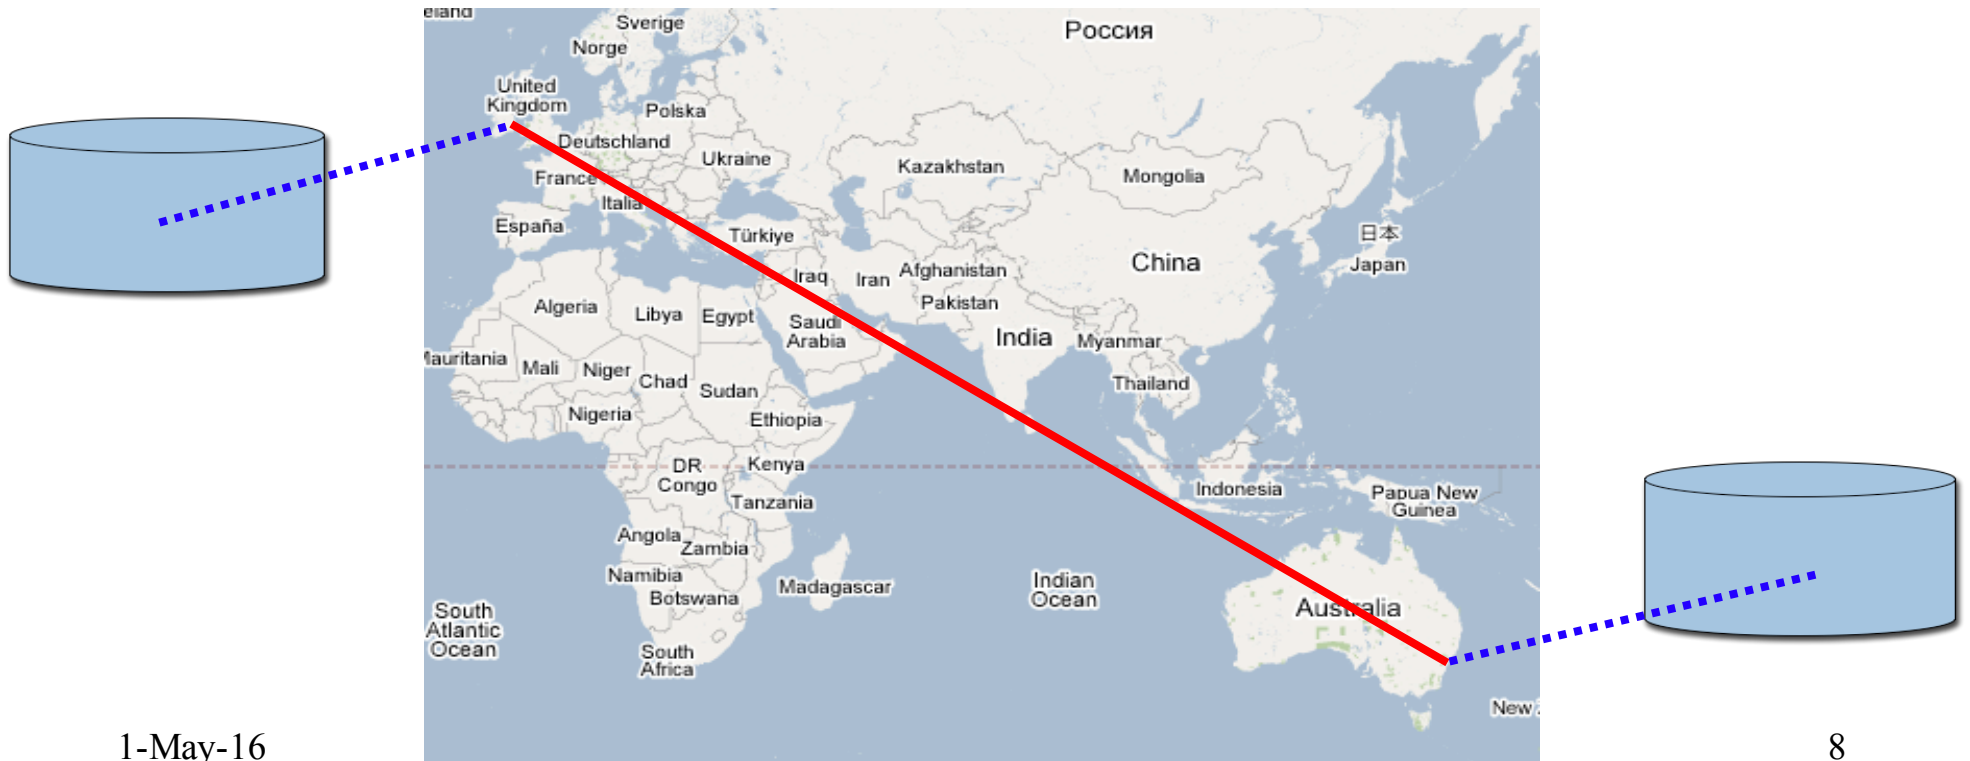 eland
Sverige
Norge
Россия
United
Kingdom
Polska
Deutschland
Ukraine
France
Kazakhstan
Mongolia
Italia
España
Türkiye
日本
Japan
China
Iraq
Iran
Afghanistan
Pakistan
Algeria
Libya
Egypt
Saudi
Arabia
India
Myanmar
Mauritania
Mali
Niger
Chad
Sudan
Thailand
Nigeria
Ethiopia
DR
Congo
Kenya
Tanzania
Indonesia
Papua New
Guinea
Angola
Zambia
Namibia
Botswana
Madagascar
Indian
Ocean
Australia
South
Atlantic
Ocean
South
Africa
New
1-May-16
8